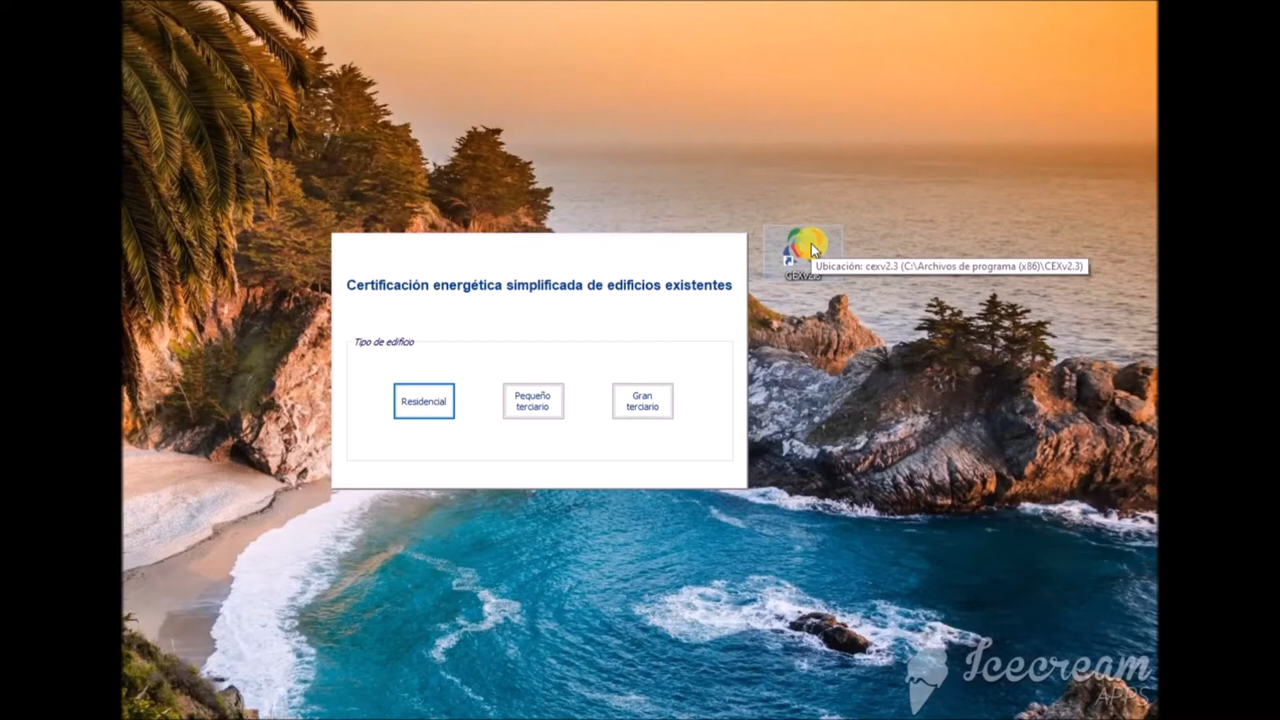 Certificación energética simplificada de edificios existentes
Tipo de edificio
Residencial
Pequeño
terciario
Gran
terciario
Ubicación: cexv2.3 (C:\Archivos de programa (x86)\CEXv2.3)
Icecream
APPS